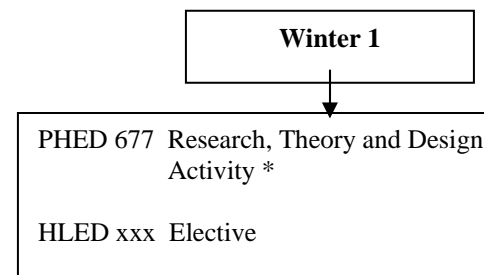 Winter 1
PHED 677 Research, Theory and Design
Activity *
HLED xxx Elective